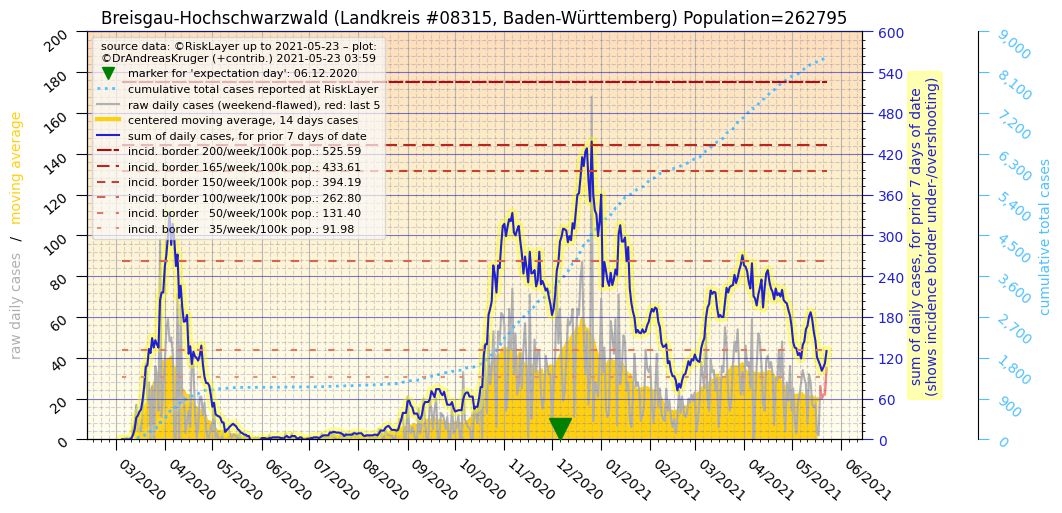 Breisgau-Hochschwarzwald (Landkreis #08315, Baden-Württemberg) Population=262795
source data: ©RiskLayer up to 2021-05-23 – plot:
©DrAndreasKruger (+contrib.) 2021-05-23 03:59
marker for 'expectation day': 06.12.2020
cumulative total cases reported at RiskLayer
raw daily cases (weekend-flawed), red: last 5
centered moving average, 14 days cases
sum of daily cases, for prior 7 days of date
incid. border 200/week/100k pop.: 525.59
incid. border 165/week/100k pop.: 433.61
incid. border 150/week/100k pop.: 394.19
incid. border 100/week/100k pop.: 262.80
incid. border   50/week/100k pop.: 131.40
incid. border   35/week/100k pop.: 91.98
raw daily cases / moving average
200
180
160
140
120
100
80
60
40
20
0
600
540
480
420
360
300
240
180
120
60
0
sum of daily cases, for prior 7 days of date
(shows incidence border under-/overshooting)
9,000
8,100
7,200
6,300
5,400
4,500
3,600
2,700
1,800
900
0
cumulative total cases
03/2020
04/2020
05/2020
06/2020
07/2020
08/2020
09/2020
10/2020
11/2020
12/2020
01/2021
02/2021
03/2021
04/2021
05/2021
06/2021